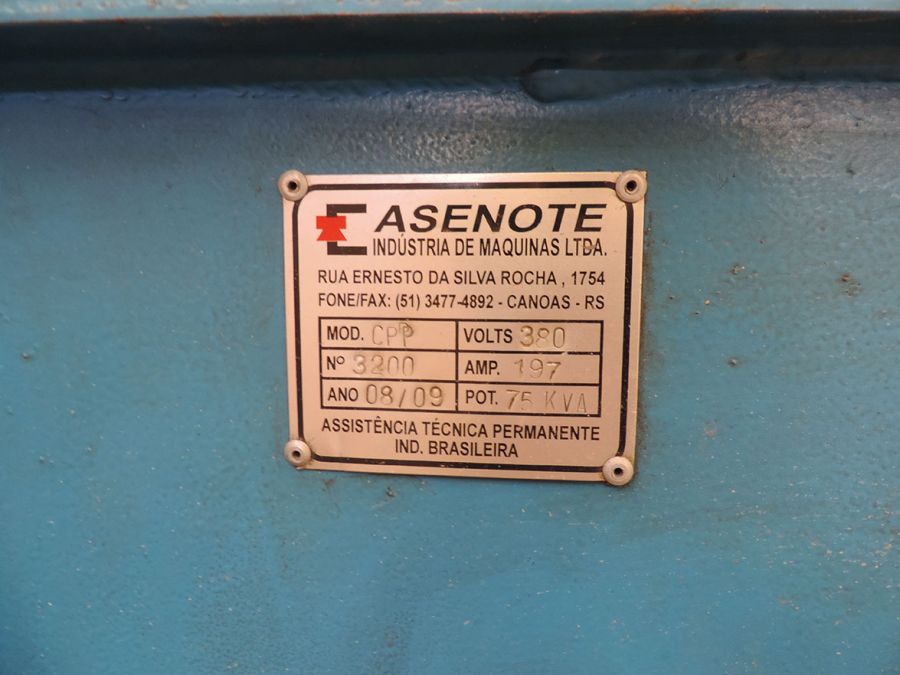 ASENOTE
INDÚSTRIA DE MAQUINAS LTDA.
RUA ERNESTO DA SILVA ROCHA , 1754
FONE/FAX: (51) 3477-4892 - CANOAS - RS
MOD. CPP VOLTS 380
Nº 3200 AMP. 197
ANO 08/09 POT. 75 KVA
ASSISTÊNCIA TÉCNICA PERMANENTE
IND. BRASILEIRA